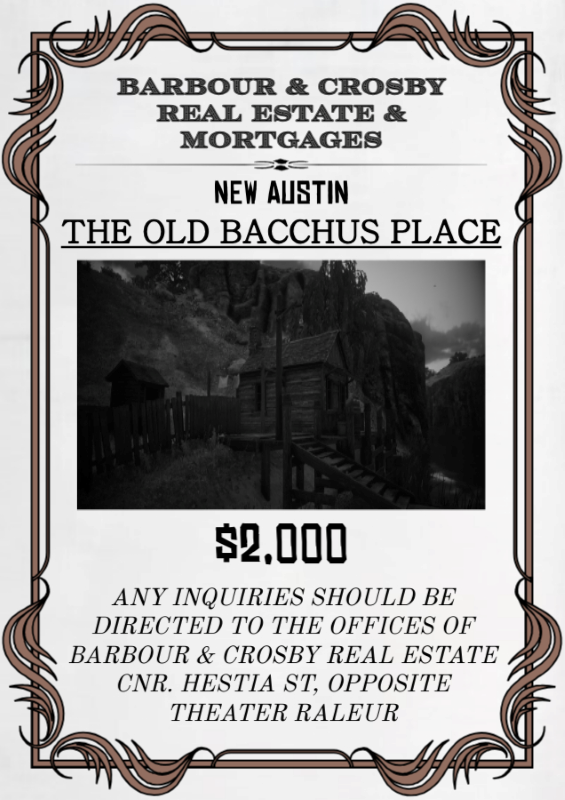 BARBOUR & CROSBY
REAL ESTATE &
MORTGAGES
NEW AUSTIN
THE OLD BACCHUS PLACE
$2,000
ANY INQUIRIES SHOULD BE
DIRECTED TO THE OFFICES OF
BARBOUR & CROSBY REAL ESTATE
CNR. HESTIA ST, OPPOSITE
THEATER RALEUR